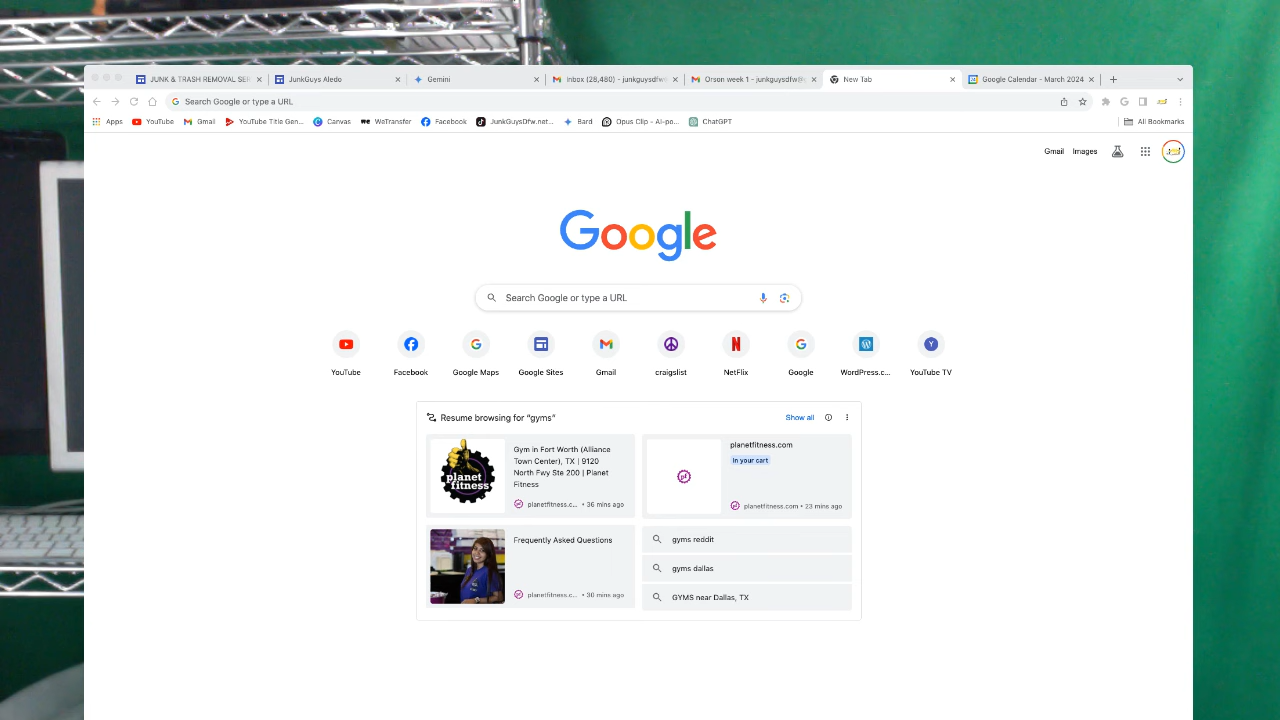 JUNK & TRASH REMOVAL SER
JunkGuys Aledo
Gemini
Inbox (28,480) - junkguysdfw
Orson week 1 - junkguysdfw@
New Tab
Google Calendar - March 2024
Search Google or type a URL
Apps
YouTube
Gmail
YouTube Title Gen...
Canvas
WeTransfer
Facebook
JunkGuysDfw.net...
Bard
Opus Clip - AI-po...
ChatGPT
All Bookmarks
Gmail
Images
Google
Search Google or type a URL
YouTube
Facebook
Google Maps
Google Sites
Gmail
craigslist
NetFlix
Google
WordPress.c...
YouTube TV
Resume browsing for “gyms”
Show all
planet
fitness
Gym in Fort Worth (Alliance
Town Center), TX | 9120
North Fwy Ste 200 | Planet
Fitness
planetfitness.c... • 36 mins ago
planetfitness.com
In your cart
planetfitness.com • 23 mins ago
Frequently Asked Questions
planetfitness.c... • 30 mins ago
gyms reddit
gyms dallas
GYMS near Dallas, TX